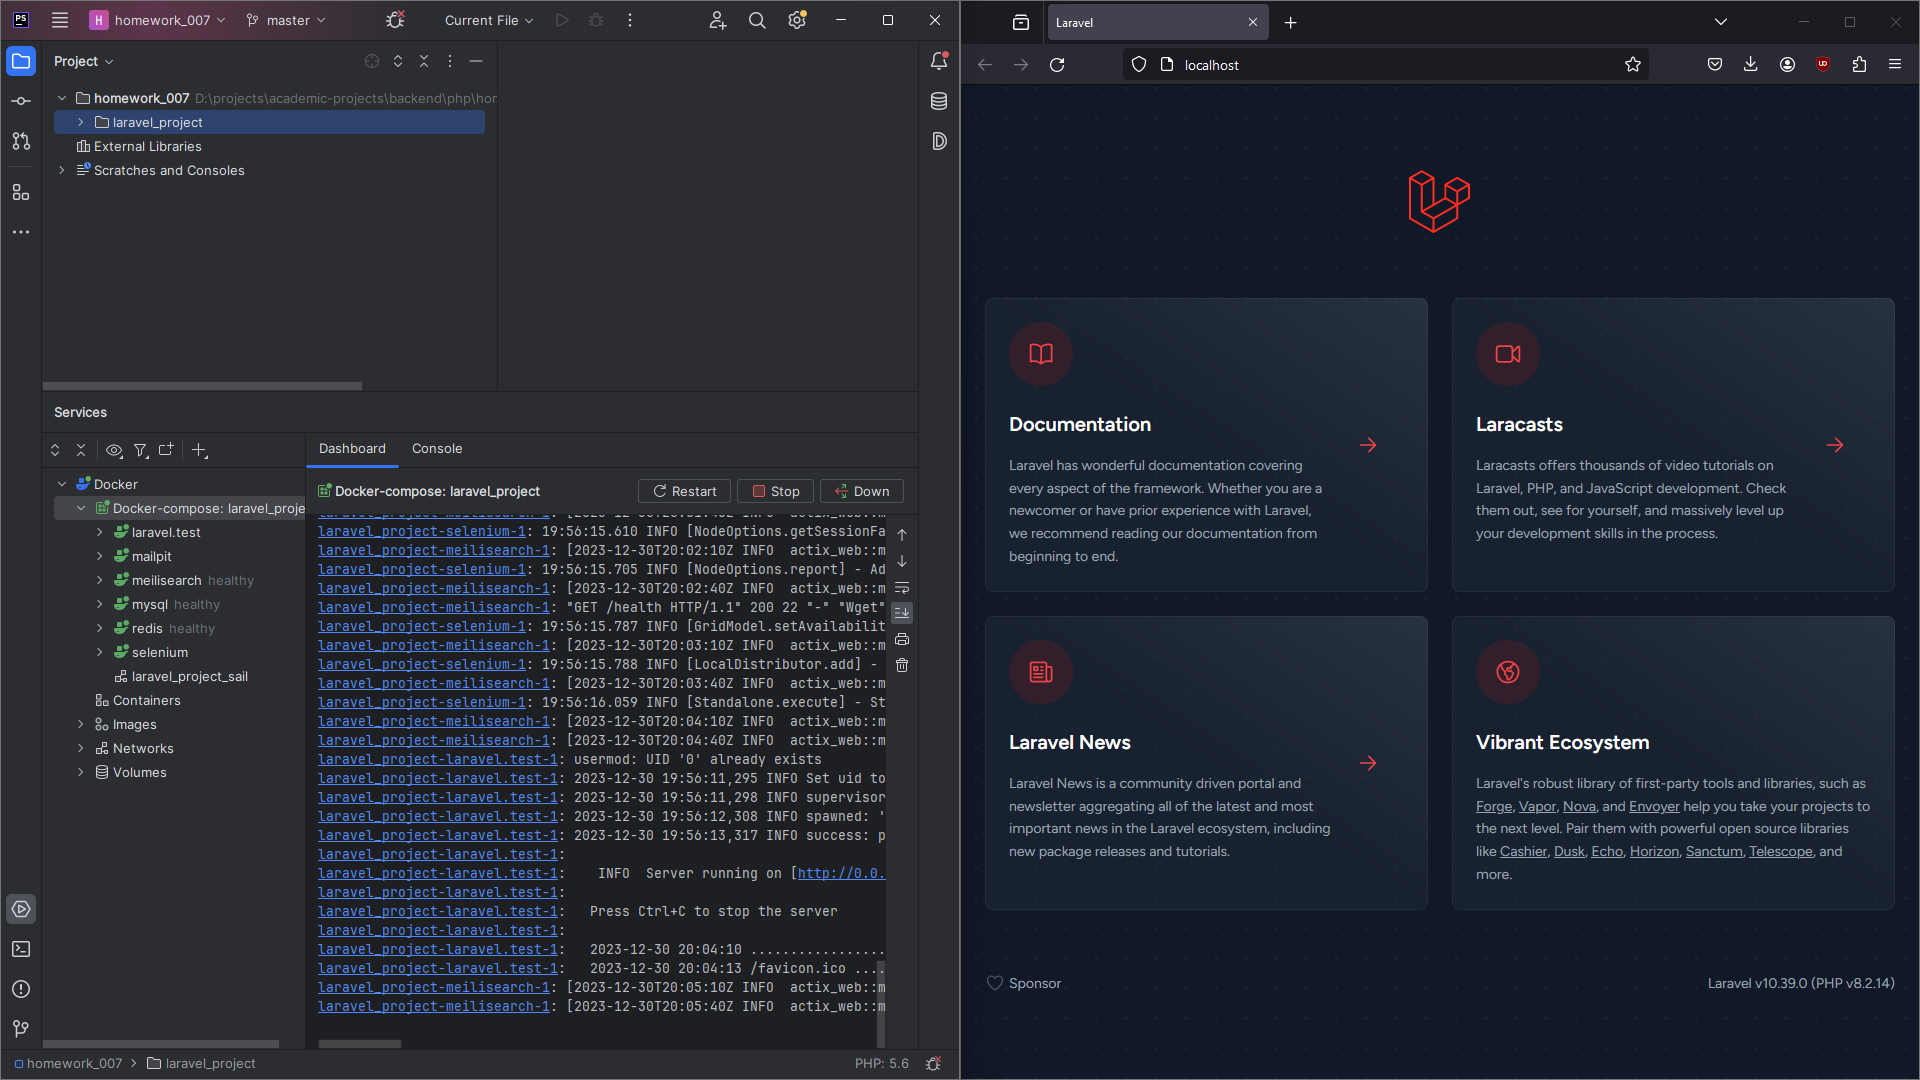 PS
H homework_007
master
Current File
Project
homework_007 D:\projects\academic-projects\backend\php\hor
laravel_project
External Libraries
Scratches and Consoles
Services
Docker
Docker-compose: laravel_proje
laravel.test
mailpit
meilisearch healthy
mysql healthy
redis healthy
selenium
laravel_project_sail
Containers
Images
Networks
Volumes
Dashboard Console
Docker-compose: laravel_project
Restart Stop Down
laravel_project-selenium-1: 19:56:15.610 INFO [NodeOptions.getSessionFa
laravel_project-meilisearch-1: [2023-12-30T20:02:10Z INFO  actix_web::m
laravel_project-selenium-1: 19:56:15.705 INFO [NodeOptions.report] - Ad
laravel_project-meilisearch-1: [2023-12-30T20:02:40Z INFO  actix_web::m
laravel_project-meilisearch-1: "GET /health HTTP/1.1" 200 22 "-" "Wget"
laravel_project-selenium-1: 19:56:15.787 INFO [GridModel.setAvailabilit
laravel_project-meilisearch-1: [2023-12-30T20:03:10Z INFO  actix_web::m
laravel_project-selenium-1: 19:56:15.788 INFO [LocalDistributor.add] -
laravel_project-meilisearch-1: [2023-12-30T20:03:40Z INFO  actix_web::m
laravel_project-selenium-1: 19:56:16.059 INFO [Standalone.execute] - St
laravel_project-meilisearch-1: [2023-12-30T20:04:10Z INFO  actix_web::m
laravel_project-meilisearch-1: [2023-12-30T20:04:40Z INFO  actix_web::m
laravel_project-laravel.test-1: usermod: UID '0' already exists
laravel_project-laravel.test-1: 2023-12-30 19:56:11,295 INFO Set uid to
laravel_project-laravel.test-1: 2023-12-30 19:56:11,298 INFO supervisor
laravel_project-laravel.test-1: 2023-12-30 19:56:12,308 INFO spawned: '
laravel_project-laravel.test-1: 2023-12-30 19:56:13,317 INFO success: p
laravel_project-laravel.test-1:
laravel_project-laravel.test-1:    INFO  Server running on [http://0.0.
laravel_project-laravel.test-1:
laravel_project-laravel.test-1:   Press Ctrl+C to stop the server
laravel_project-laravel.test-1:
laravel_project-laravel.test-1:   2023-12-30 20:04:10 .................
laravel_project-laravel.test-1:   2023-12-30 20:04:13 /favicon.ico ....
laravel_project-meilisearch-1: [2023-12-30T20:05:10Z INFO  actix_web::m
laravel_project-meilisearch-1: [2023-12-30T20:05:40Z INFO  actix_web::m
homework_007 > laravel_project
PHP: 5.6
Laravel
localhost
Documentation
Laravel has wonderful documentation covering
every aspect of the framework. Whether you are a
newcomer or have prior experience with Laravel,
we recommend reading our documentation from
beginning to end.
Laracasts
Laracasts offers thousands of video tutorials on
Laravel, PHP, and JavaScript development. Check
them out, see for yourself, and massively level up
your development skills in the process.
Laravel News
Laravel News is a community driven portal and
newsletter aggregating all of the latest and most
important news in the Laravel ecosystem, including
new package releases and tutorials.
Vibrant Ecosystem
Laravel's robust library of first-party tools and libraries, such as
Forge, Vapor, Nova, and Envoyer help you take your projects to
the next level. Pair them with powerful open source libraries
like Cashier, Dusk, Echo, Horizon, Sanctum, Telescope, and
more.
Sponsor
Laravel v10.39.0 (PHP v8.2.14)